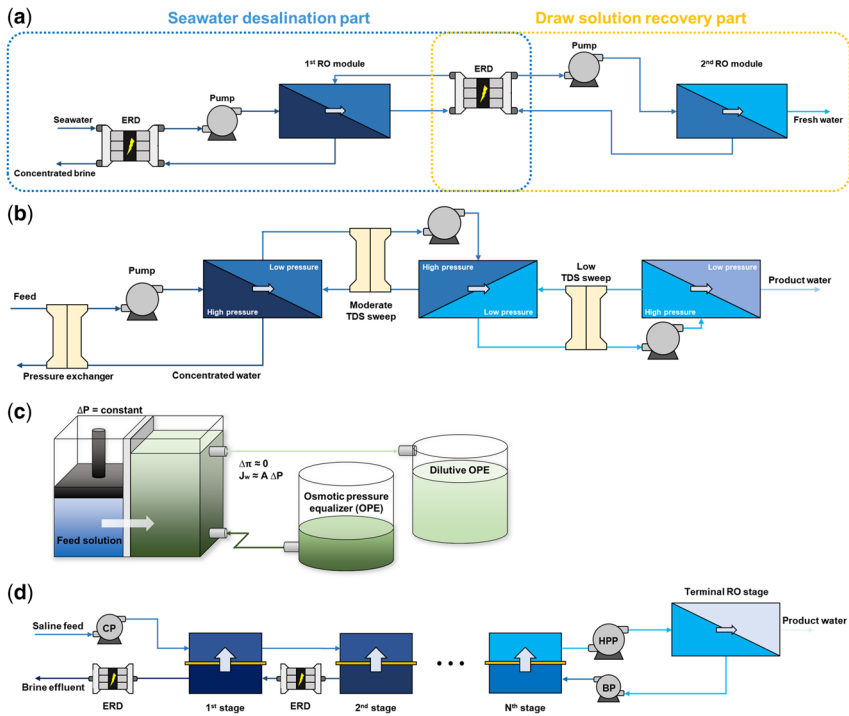 (a)
Seawater desalination part
Draw solution recovery part
1st RO module
ERD
Pump
2nd RO module
Pump
Seawater
ERD
Fresh water
Concentrated brine
(b)
Low pressure
High pressure
Low
TDS sweep
Low pressure
Pump
Product water
Feed
Moderate
TDS sweep
High pressure
Low pressure
High pressure
Pressure exchanger
Concentrated water
(c)
ΔP = constant
Δπ ≈ 0
Jw ≈ A ΔP
Dilutive OPE
Osmotic pressure
equalizer (OPE)
Feed solution
(d)
Terminal RO stage
Saline feed
CP
Product water
HPP
• • •
Brine effluent
BP
ERD
1st stage
ERD
2nd stage
Nth stage